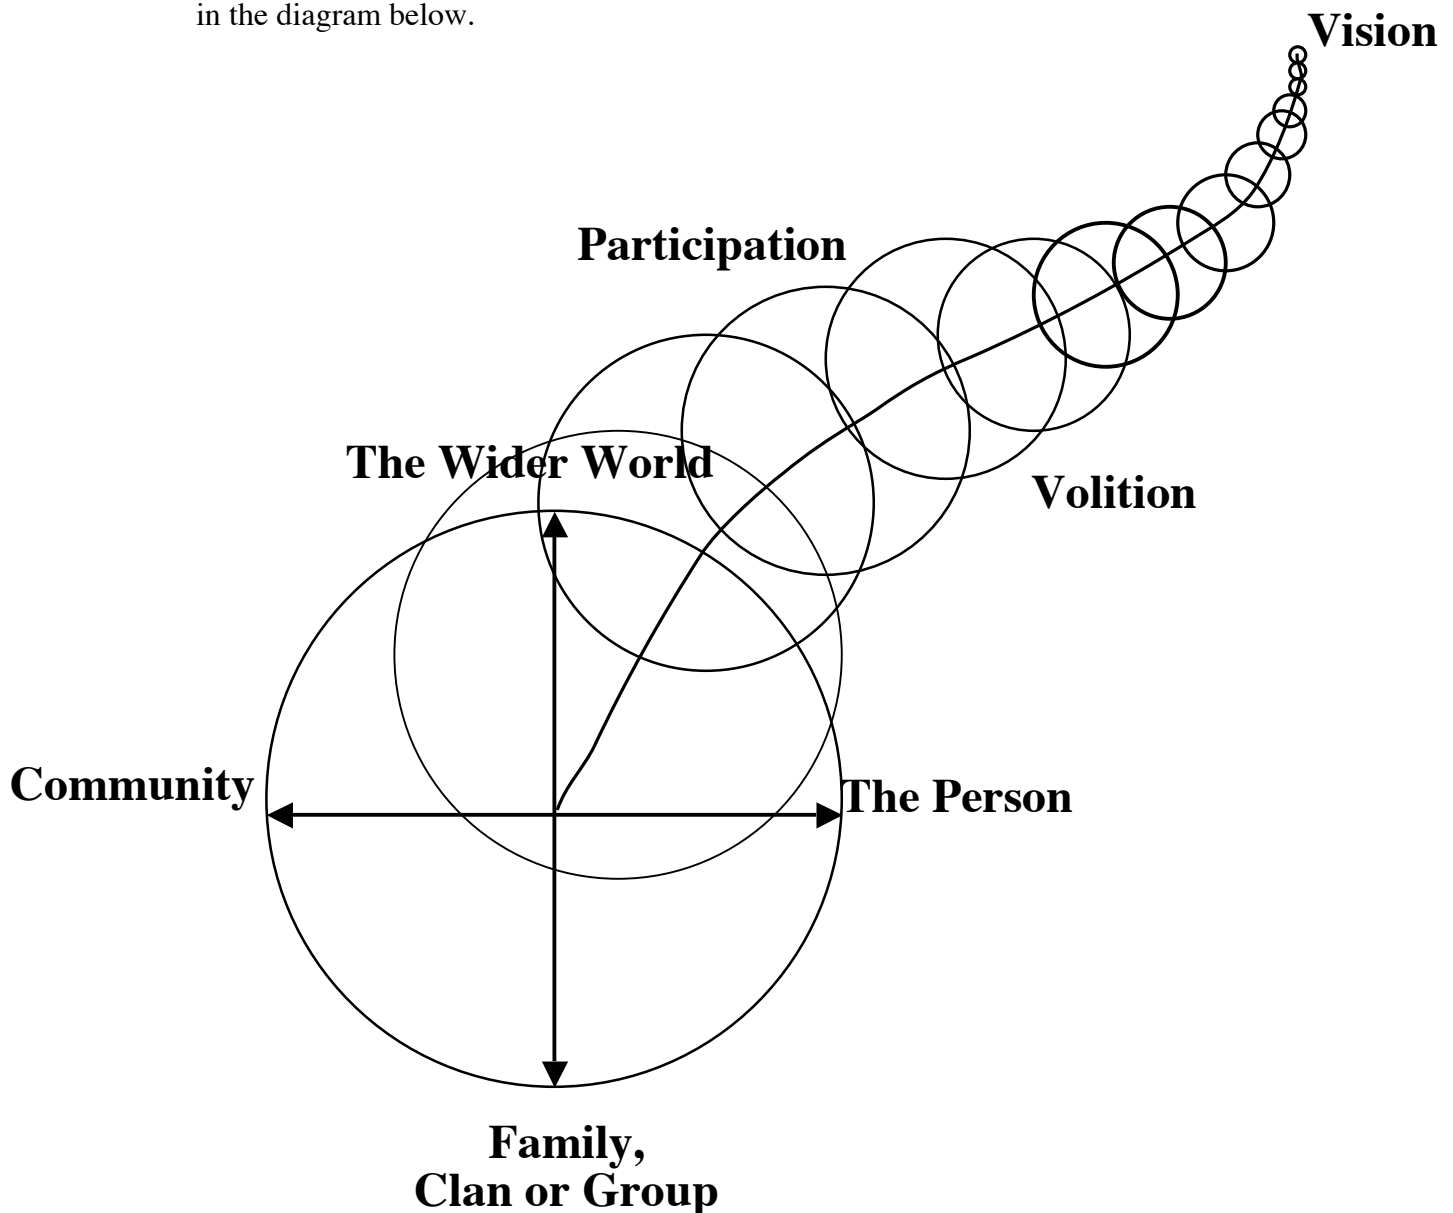 in the diagram below.
Vision
Participation
The Wider World
Volition
Community
The Person
Family,
Clan or Group